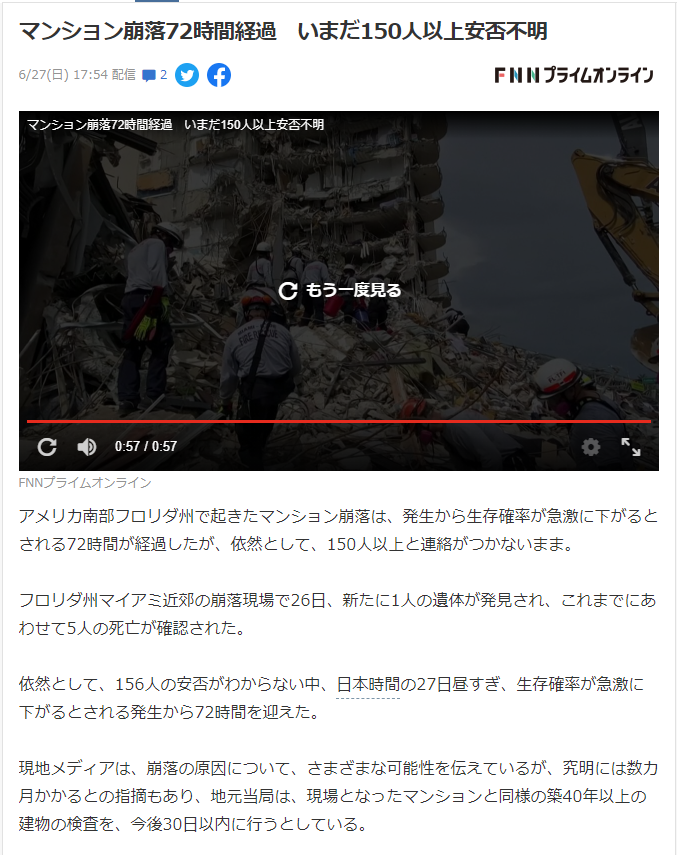 マンション崩落72時間経過　いまだ150人以上安否不明
6/27(日) 17:54 配信 2
FNNプライムオンライン
マンション崩落72時間経過　いまだ150人以上安否不明
もう一度見る
FIRE RESCUE
0:57 / 0:57
FNNプライムオンライン
アメリカ南部フロリダ州で起きたマンション崩落は、発生から生存確率が急激に下がると
される72時間が経過したが、依然として、150人以上と連絡がつかないまま。
フロリダ州マイアミ近郊の崩落現場で26日、新たに1人の遺体が発見され、これまでにあ
わせて5人の死亡が確認された。
依然として、156人の安否がわからない中、日本時間の27日昼すぎ、生存確率が急激に
下がるとされる発生から72時間を迎えた。
現地メディアは、崩落の原因について、さまざまな可能性を伝えているが、究明には数カ
月かかるとの指摘もあり、地元当局は、現場となったマンションと同様の築40年以上の
建物の検査を、今後30日以内に行うとしている。